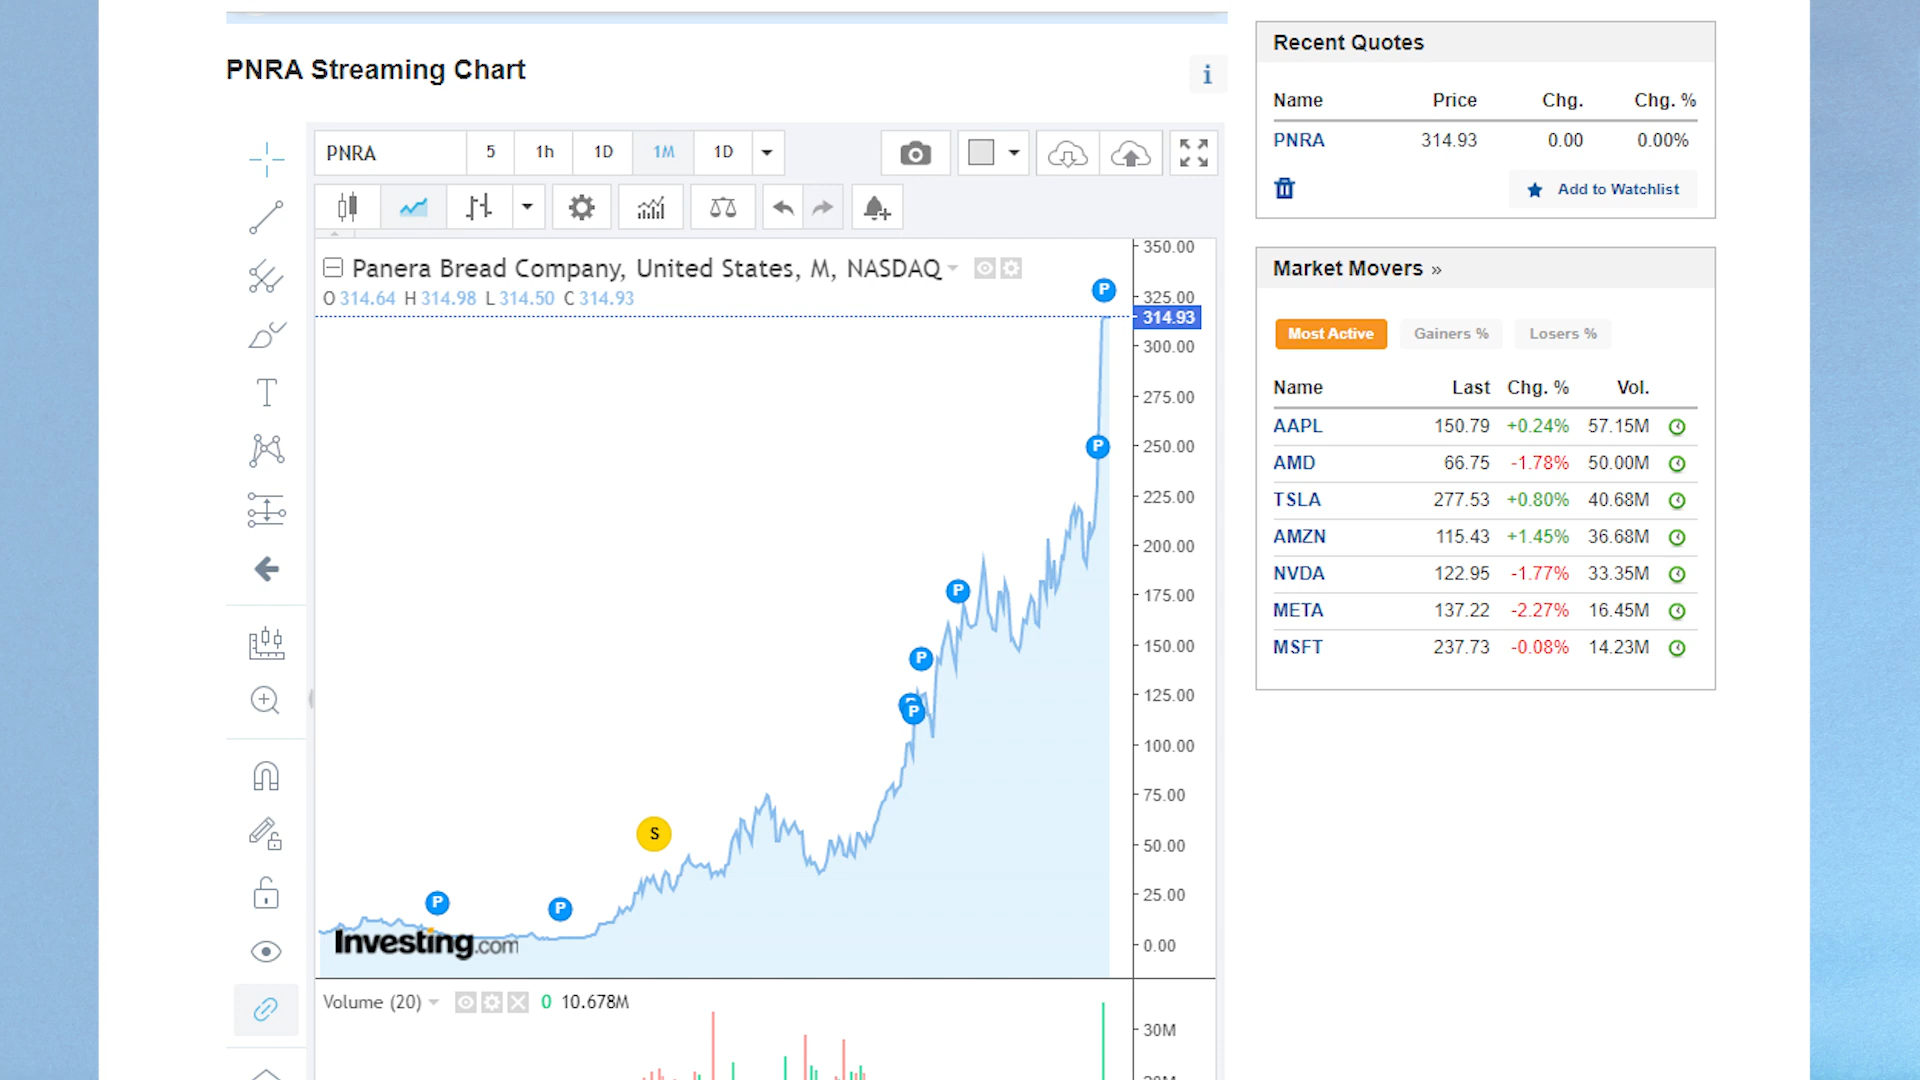 PNRA Streaming Chart
i
PNRA 5 1h 1D 1M 1D
T
Panera Bread Company, United States, M, NASDAQ
O 314.64 H 314.98 L 314.50 C 314.93
350.00
325.00
314.93
300.00
275.00
250.00
225.00
200.00
175.00
150.00
125.00
100.00
75.00
50.00
25.00
0.00
P
P
P
P
P
S
P
P
Investing.com
Volume (20) 0 10.678M
30M
Recent Quotes
Name Price Chg. Chg. %
PNRA 314.93 0.00 0.00%
Add to Watchlist
Market Movers »
Most Active Gainers % Losers %
Name Last Chg. % Vol.
AAPL 150.79 +0.24% 57.15M
AMD 66.75 -1.78% 50.00M
TSLA 277.53 +0.80% 40.68M
AMZN 115.43 +1.45% 36.68M
NVDA 122.95 -1.77% 33.35M
META 137.22 -2.27% 16.45M
MSFT 237.73 -0.08% 14.23M